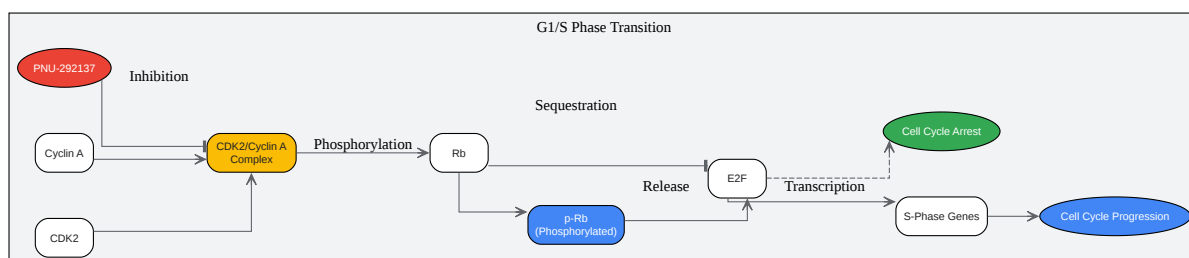 G1/S Phase Transition
PNU-292137
Inhibition
Sequestration
Cyclin A
CDK2/Cyclin A
Complex
Phosphorylation
Rb
Cell Cycle Arrest
E2F
Release
Transcription
CDK2
p-Rb
(Phosphorylated)
S-Phase Genes
Cell Cycle Progression